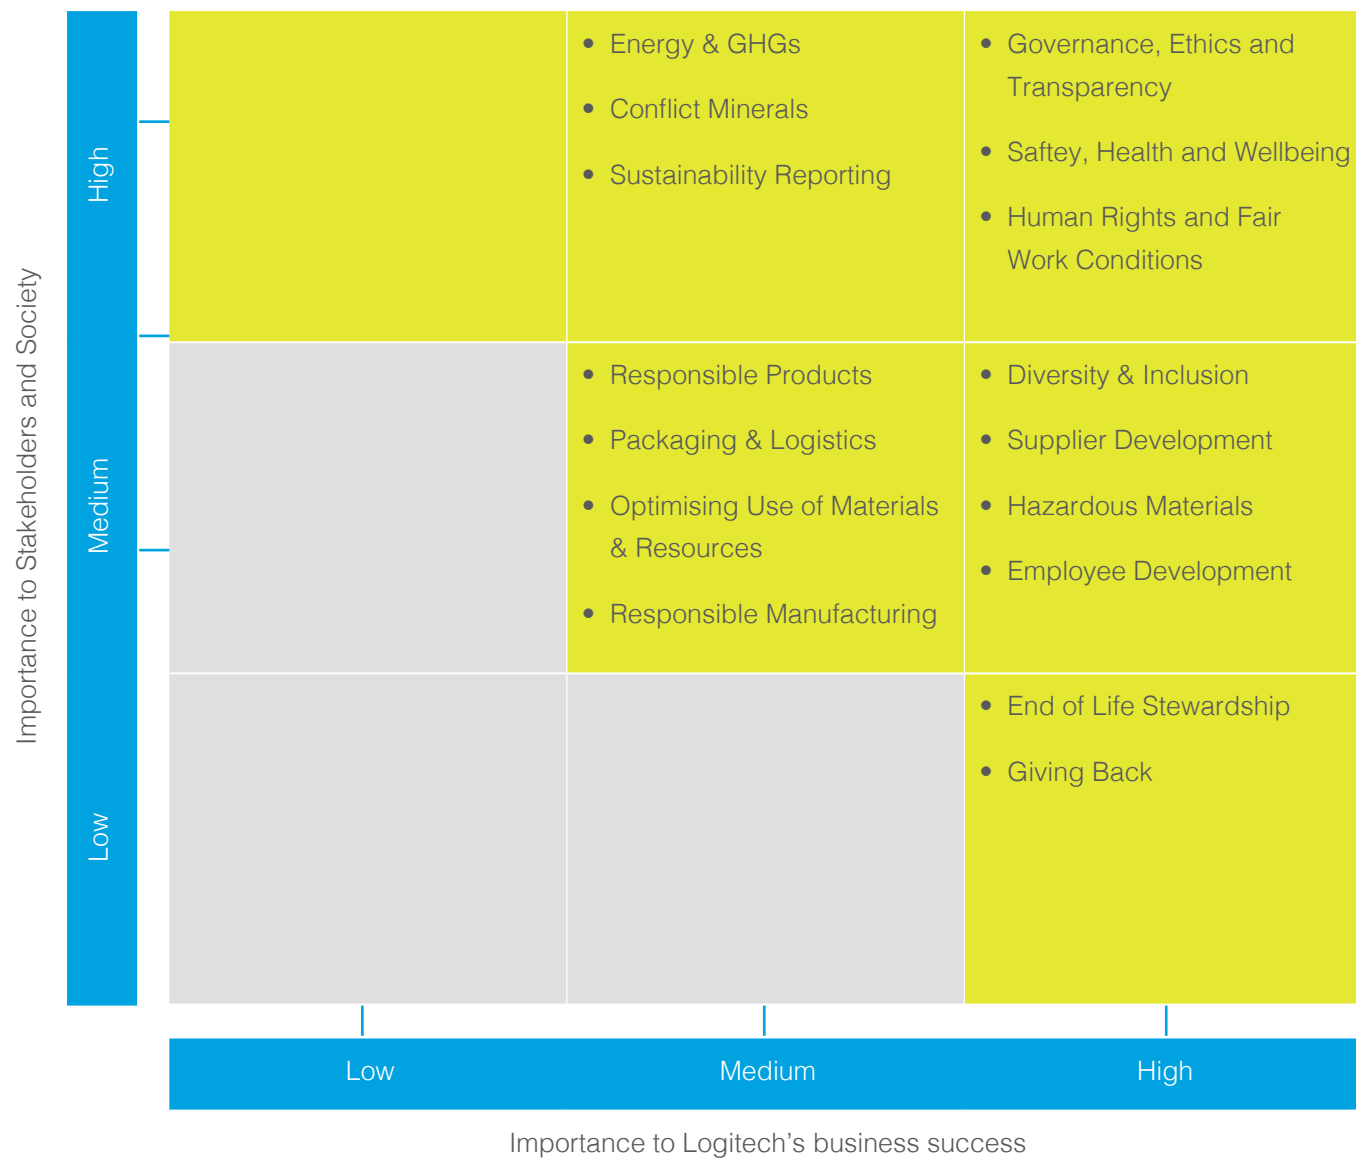 Importance to Stakeholders and Society
High
Medium
Low
• Energy & GHGs
• Conflict Minerals
• Sustainability Reporting
• Governance, Ethics and
Transparency
• Saftey, Health and Wellbeing
• Human Rights and Fair
Work Conditions
• Responsible Products
• Packaging & Logistics
• Optimising Use of Materials
& Resources
• Responsible Manufacturing
• Diversity & Inclusion
• Supplier Development
• Hazardous Materials
• Employee Development
• End of Life Stewardship
• Giving Back
Low
Medium
High
Importance to Logitech’s business success